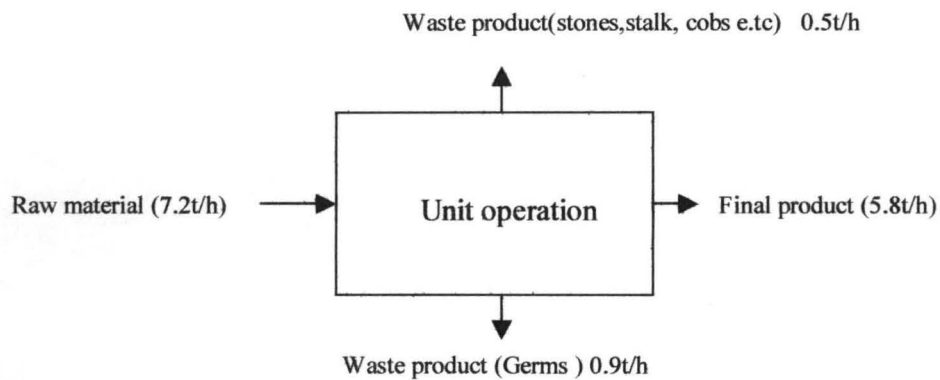 Waste product(stones,stalk, cobs e.tc) 0.5t/h
Raw material (7.2t/h)
Unit operation
Final product (5.8t/h)
Waste product (Germs ) 0.9t/h